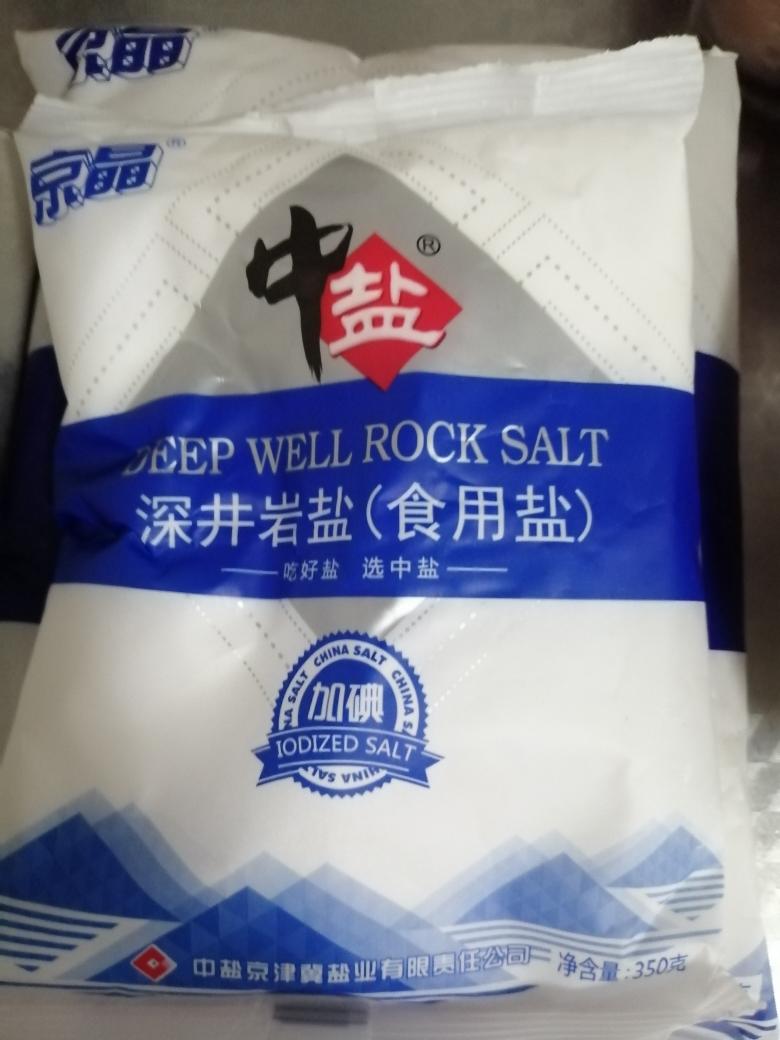 京晶
京晶®
中盐®
DEEP WELL ROCK SALT
深井岩盐(食用盐)
吃好盐 选中盐
CHINA SALT CHINA SALT
加碘
IODIZED SALT
CHINA SALT
中盐京津冀盐业有限责任公司 净含量:350克